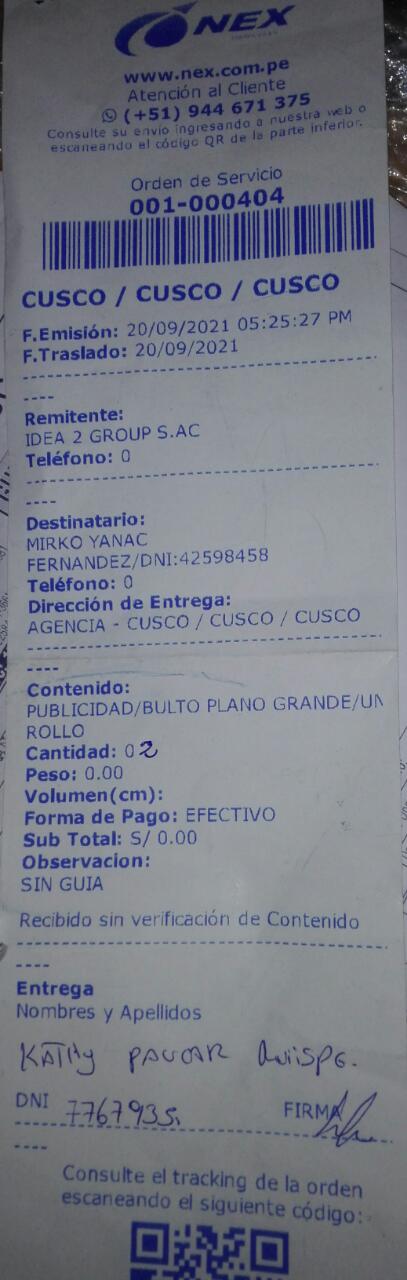 NEX
www.nex.com.pe
Atención al Cliente
(+51) 944 671 375
Consulte su envio ingresando a nuestra web o
escaneando el código QR de la parte inferior.
Orden de Servicio
001-000404
CUSCO / CUSCO / CUSCO
F.Emisión: 20/09/2021 05:25:27 PM
F.Traslado: 20/09/2021
----
Remitente:
IDEA 2 GROUP S.AC
Teléfono: 0
----
Destinatario:
MIRKO YANAC
FERNANDEZ/DNI:42598458
Teléfono: 0
Dirección de Entrega:
AGENCIA - CUSCO / CUSCO / CUSCO
----
Contenido:
PUBLICIDAD/BULTO PLANO GRANDE/UN
ROLLO
Cantidad: 02
Peso: 0.00
Volumen(cm):
Forma de Pago: EFECTIVO
Sub Total: S/ 0.00
Observacion:
SIN GUIA
Recibido sin verificación de Contenido
----
Entrega
Nombres y Apellidos
KATHy PAUCAR QuiSPE.
DNI 7767935. FIRMA
----
Consulte el tracking de la orden
escaneando el siguiente código: